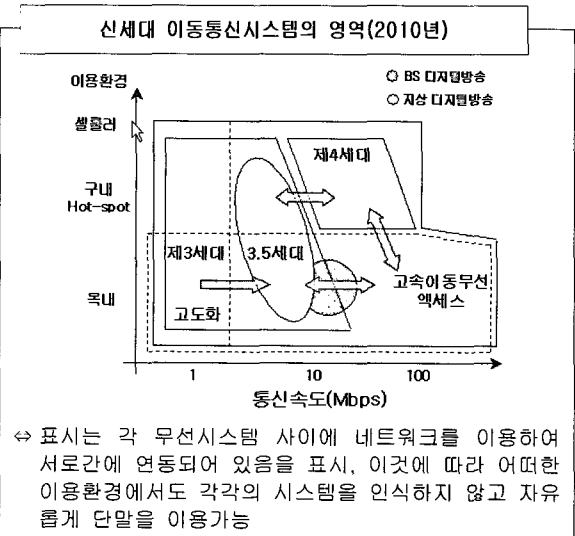 신세대 이동통신시스템의 영역(2010년)
이용환경
BS 디지털방송
지상 디지털방송
셀룰러
제4세대
구내
Hot-spot
제3세대
3.5세대
고속이동무선
엑세스
옥내
고도화
1 10 100
통신속도(Mbps)
⇔ 표시는 각 무선시스템 사이에 네트워크를 이용하여
서로간에 연동되어 있음을 표시, 이것에 따라 어떠한
이용환경에서도 각각의 시스템을 인식하지 않고 자유
롭게 단말을 이용가능